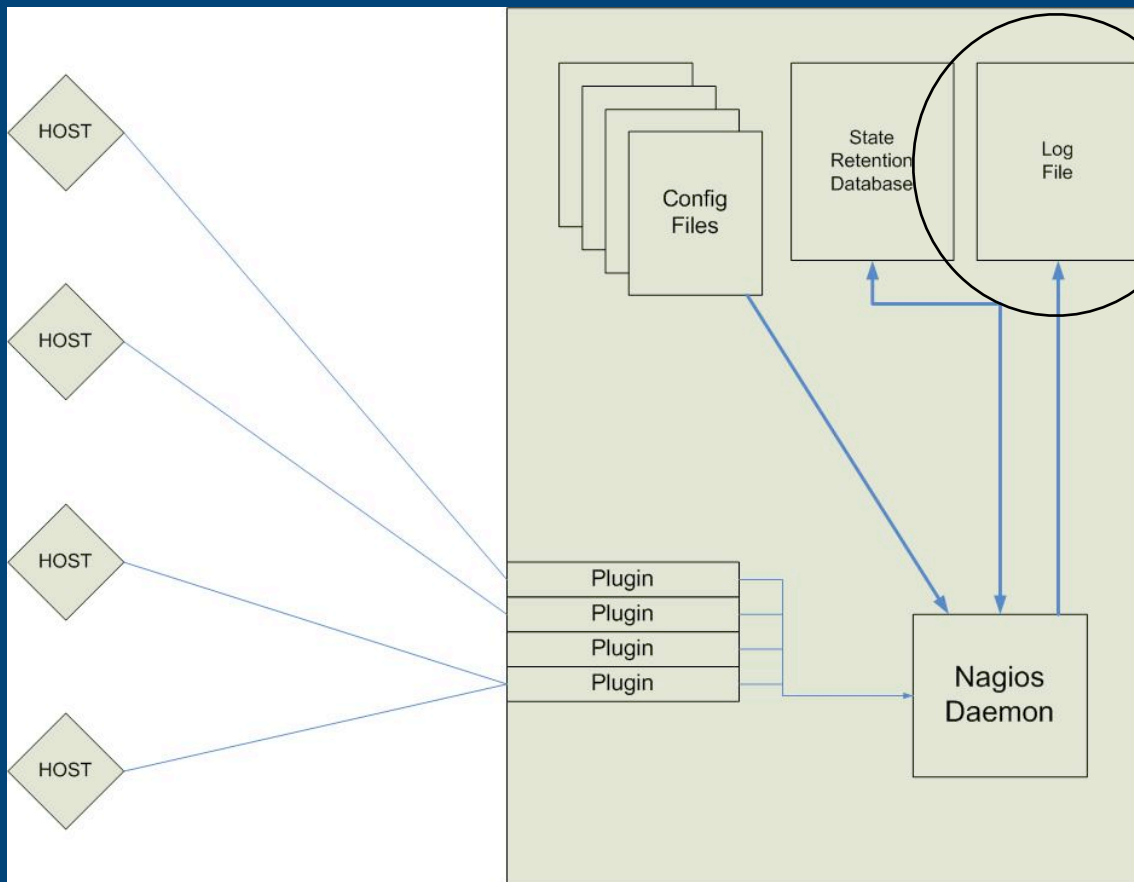 HOST
HOST
HOST
HOST
Config
Files
State
Retention
Database
Log
File
Plugin
Plugin
Plugin
Plugin
Nagios
Daemon